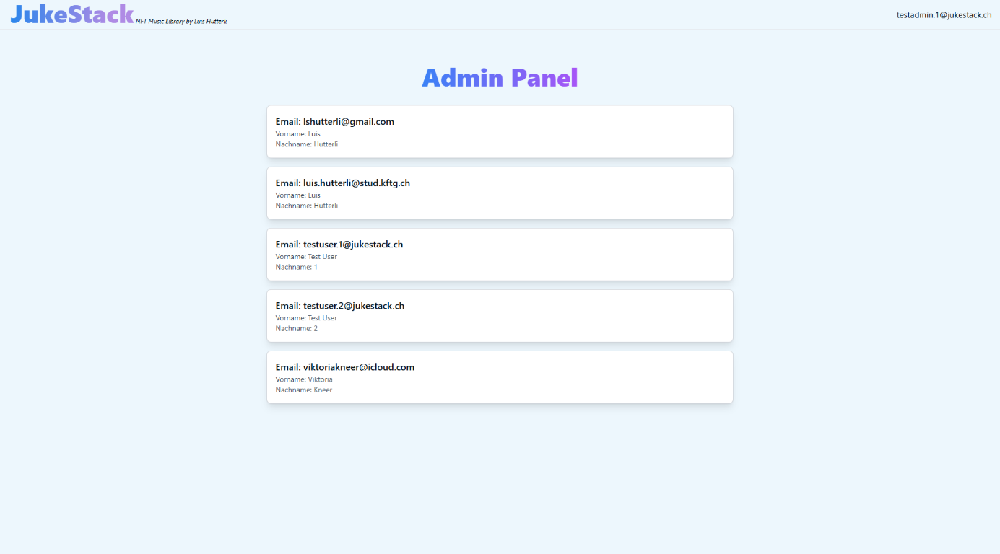 JukeStack NFT Music Library by Luis Hutterli
testadmin.1@jukestack.ch
Admin Panel
Email: lshutterli@gmail.com
Vorname: Luis
Nachname: Hutterli
Email: luis.hutterli@stud.kftg.ch
Vorname: Luis
Nachname: Hutterli
Email: testuser.1@jukestack.ch
Vorname: Test User
Nachname: 1
Email: testuser.2@jukestack.ch
Vorname: Test User
Nachname: 2
Email: viktoriakneer@icloud.com
Vorname: Viktoria
Nachname: Kneer